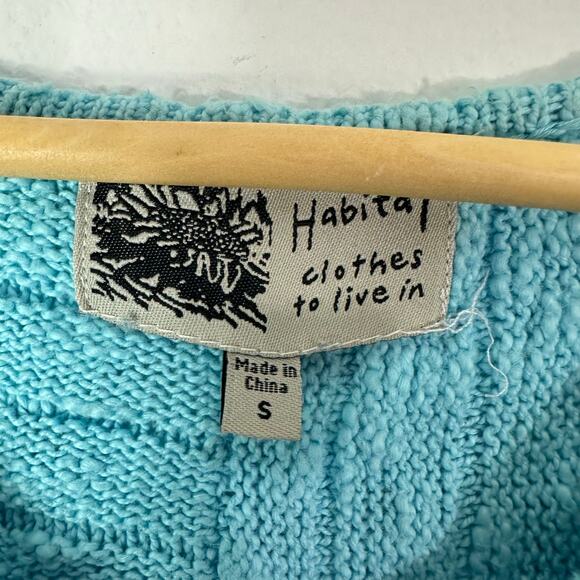 Habitat
clothes
to live in
Made in
China
S